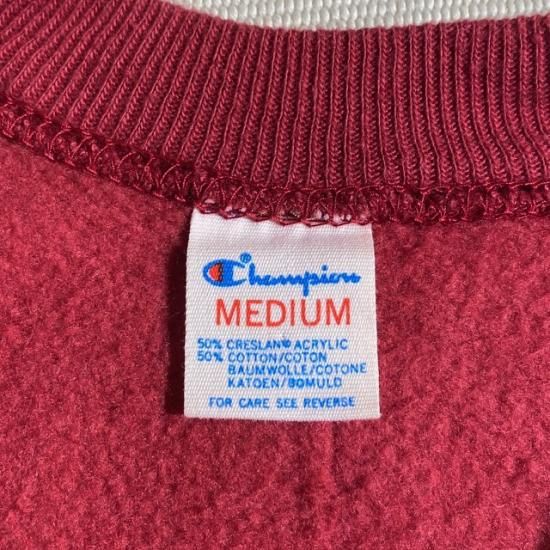 Champion
MEDIUM
50% CRESLAN® ACRYLIC
50% COTTON/COTON
BAUMWOLLE/COTONE
KATOEN/BOMULD
FOR CARE SEE REVERSE